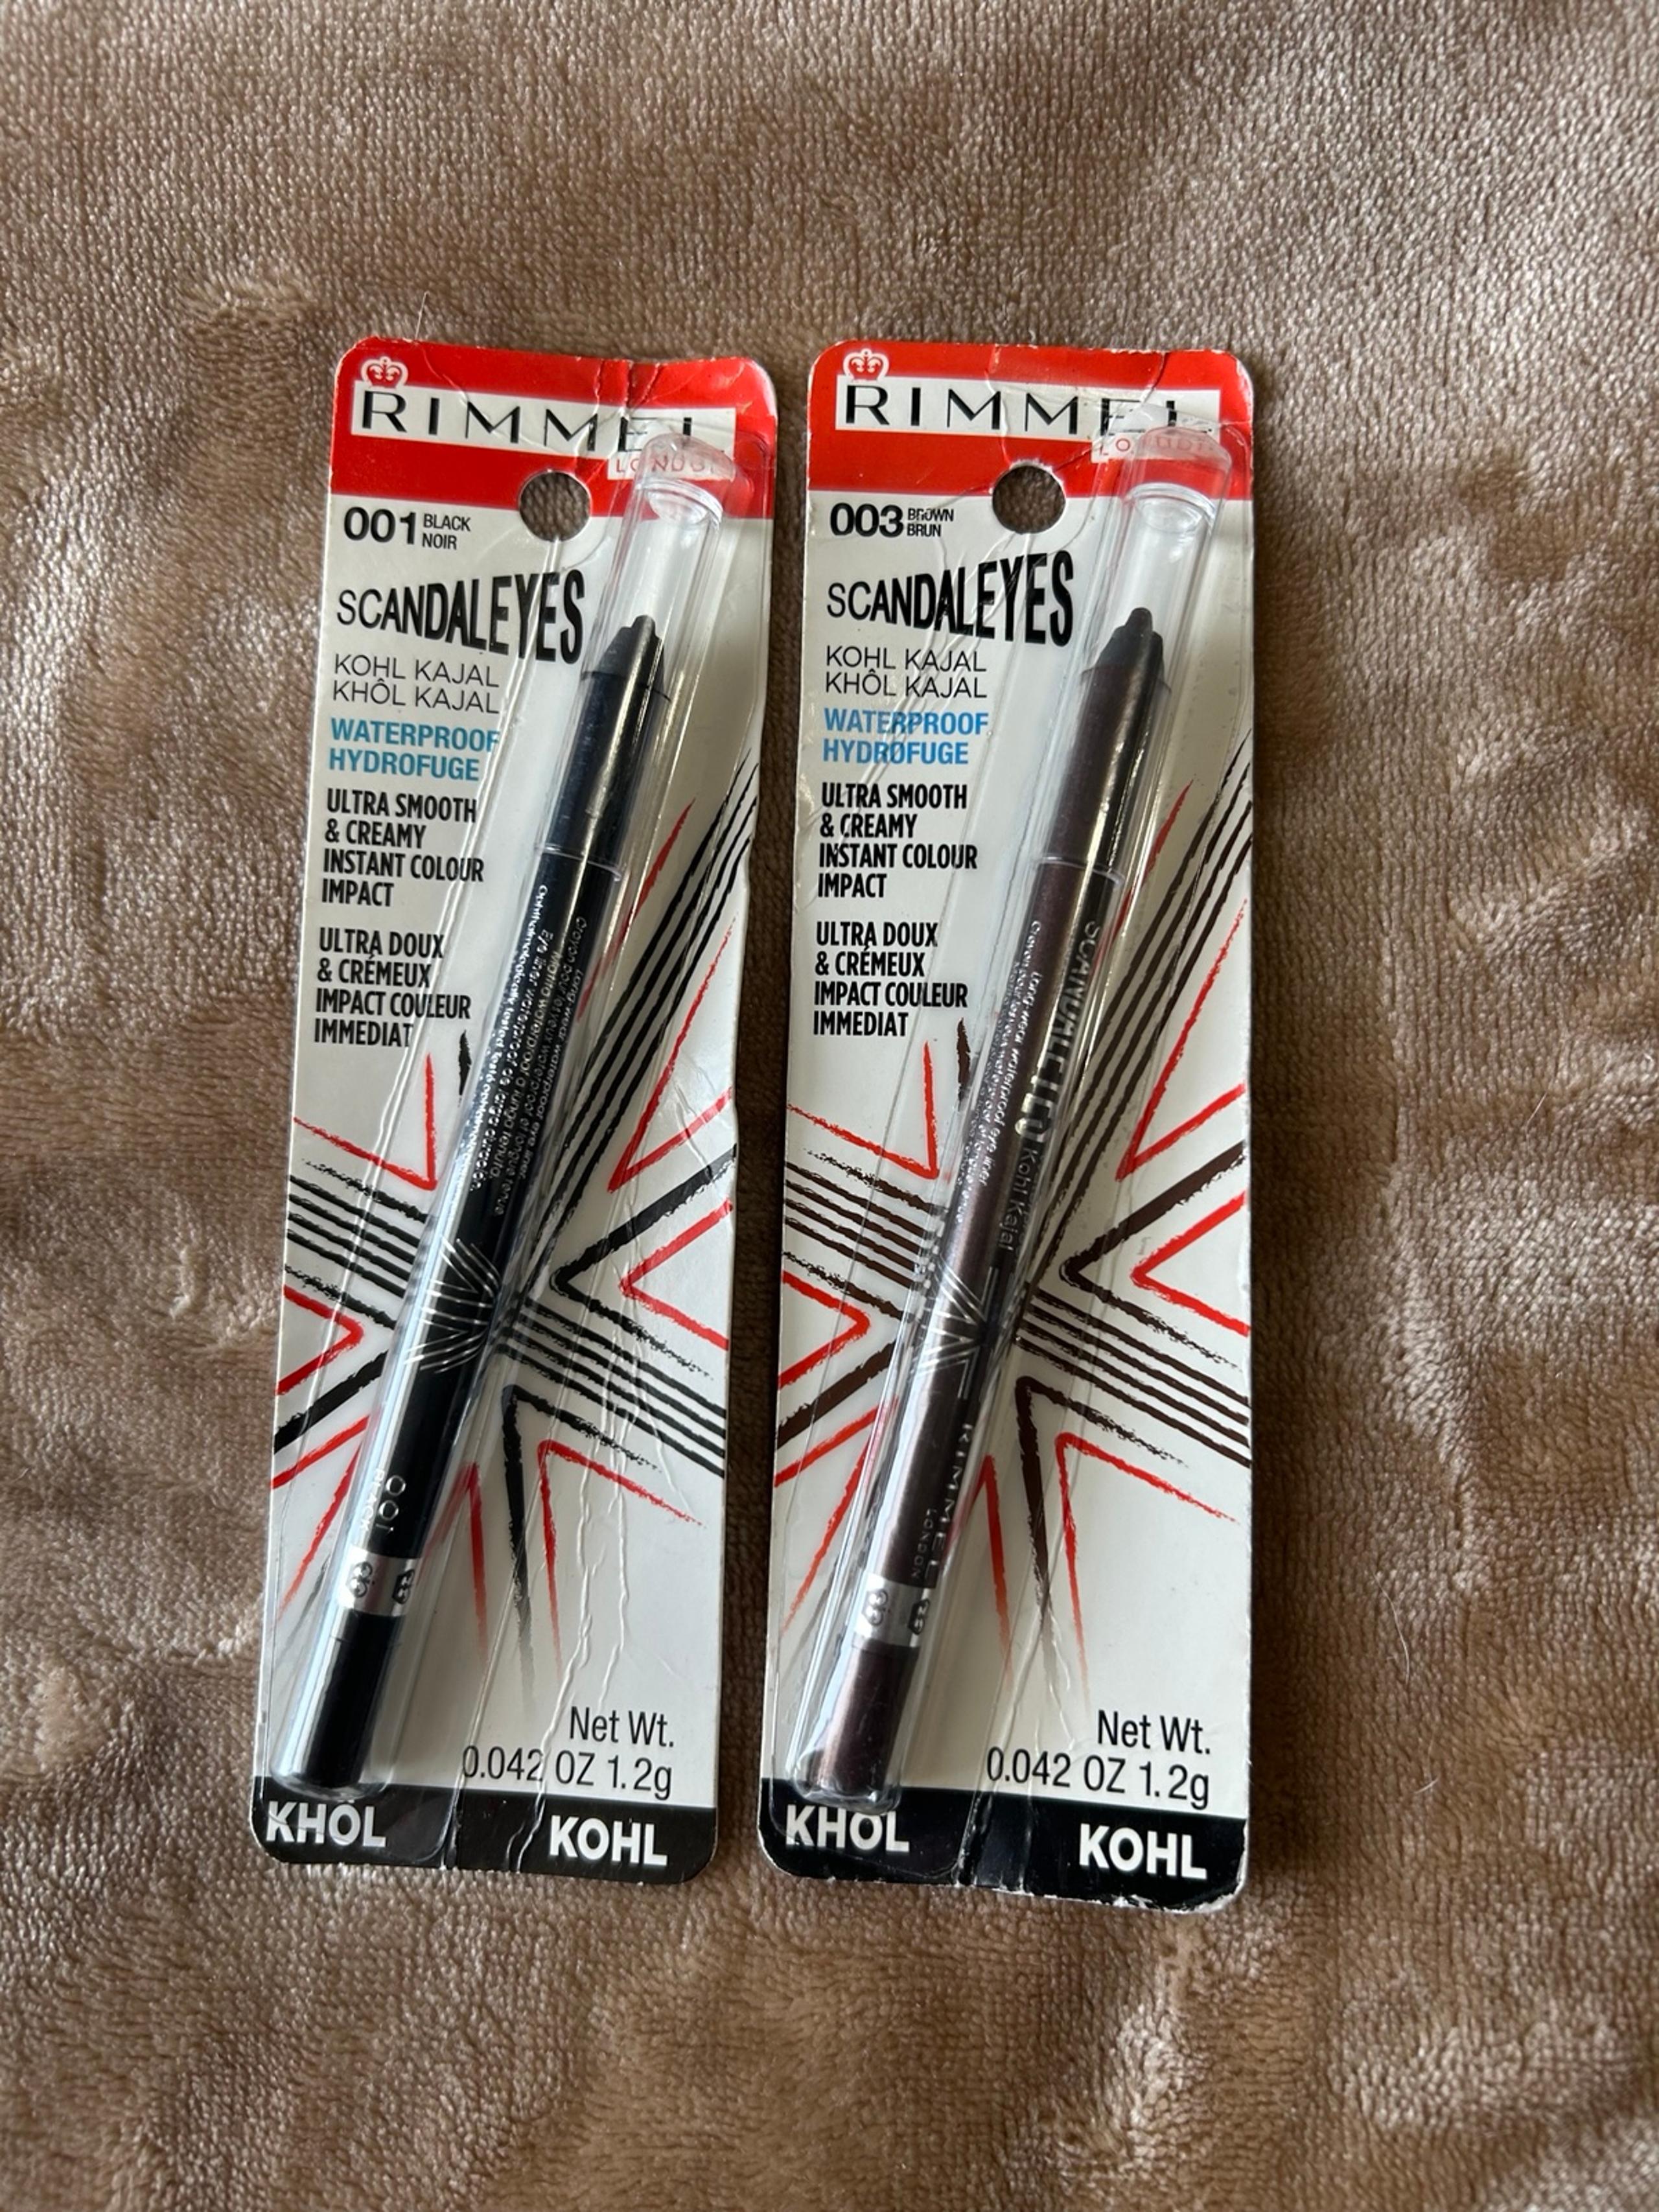 RIMMEL
LONDON
001 BLACK
NOIR
SCANDALEYES
KOHL KAJAL
KHÔL KAJAL
WATERPROOF
HYDROFUGE
ULTRA SMOOTH
& CREAMY
INSTANT COLOUR
IMPACT
ULTRA DOUX
& CRÉMEUX
IMPACT COULEUR
IMMEDIAT
001
Net Wt.
0.042 OZ 1.2g
KHOL
KOHL
RIMMEL
LONDON
003 BROWN
BRUN
SCANDALEYES
KOHL KAJAL
KHÔL KAJAL
WATERPROOF
HYDROFUGE
ULTRA SMOOTH
& CREAMY
INSTANT COLOUR
IMPACT
ULTRA DOUX
& CRÉMEUX
IMPACT COULEUR
IMMEDIAT
Kohl Kajal
RIMMEL
LONDON
Net Wt.
0.042 OZ 1.2g
KHOL
KOHL